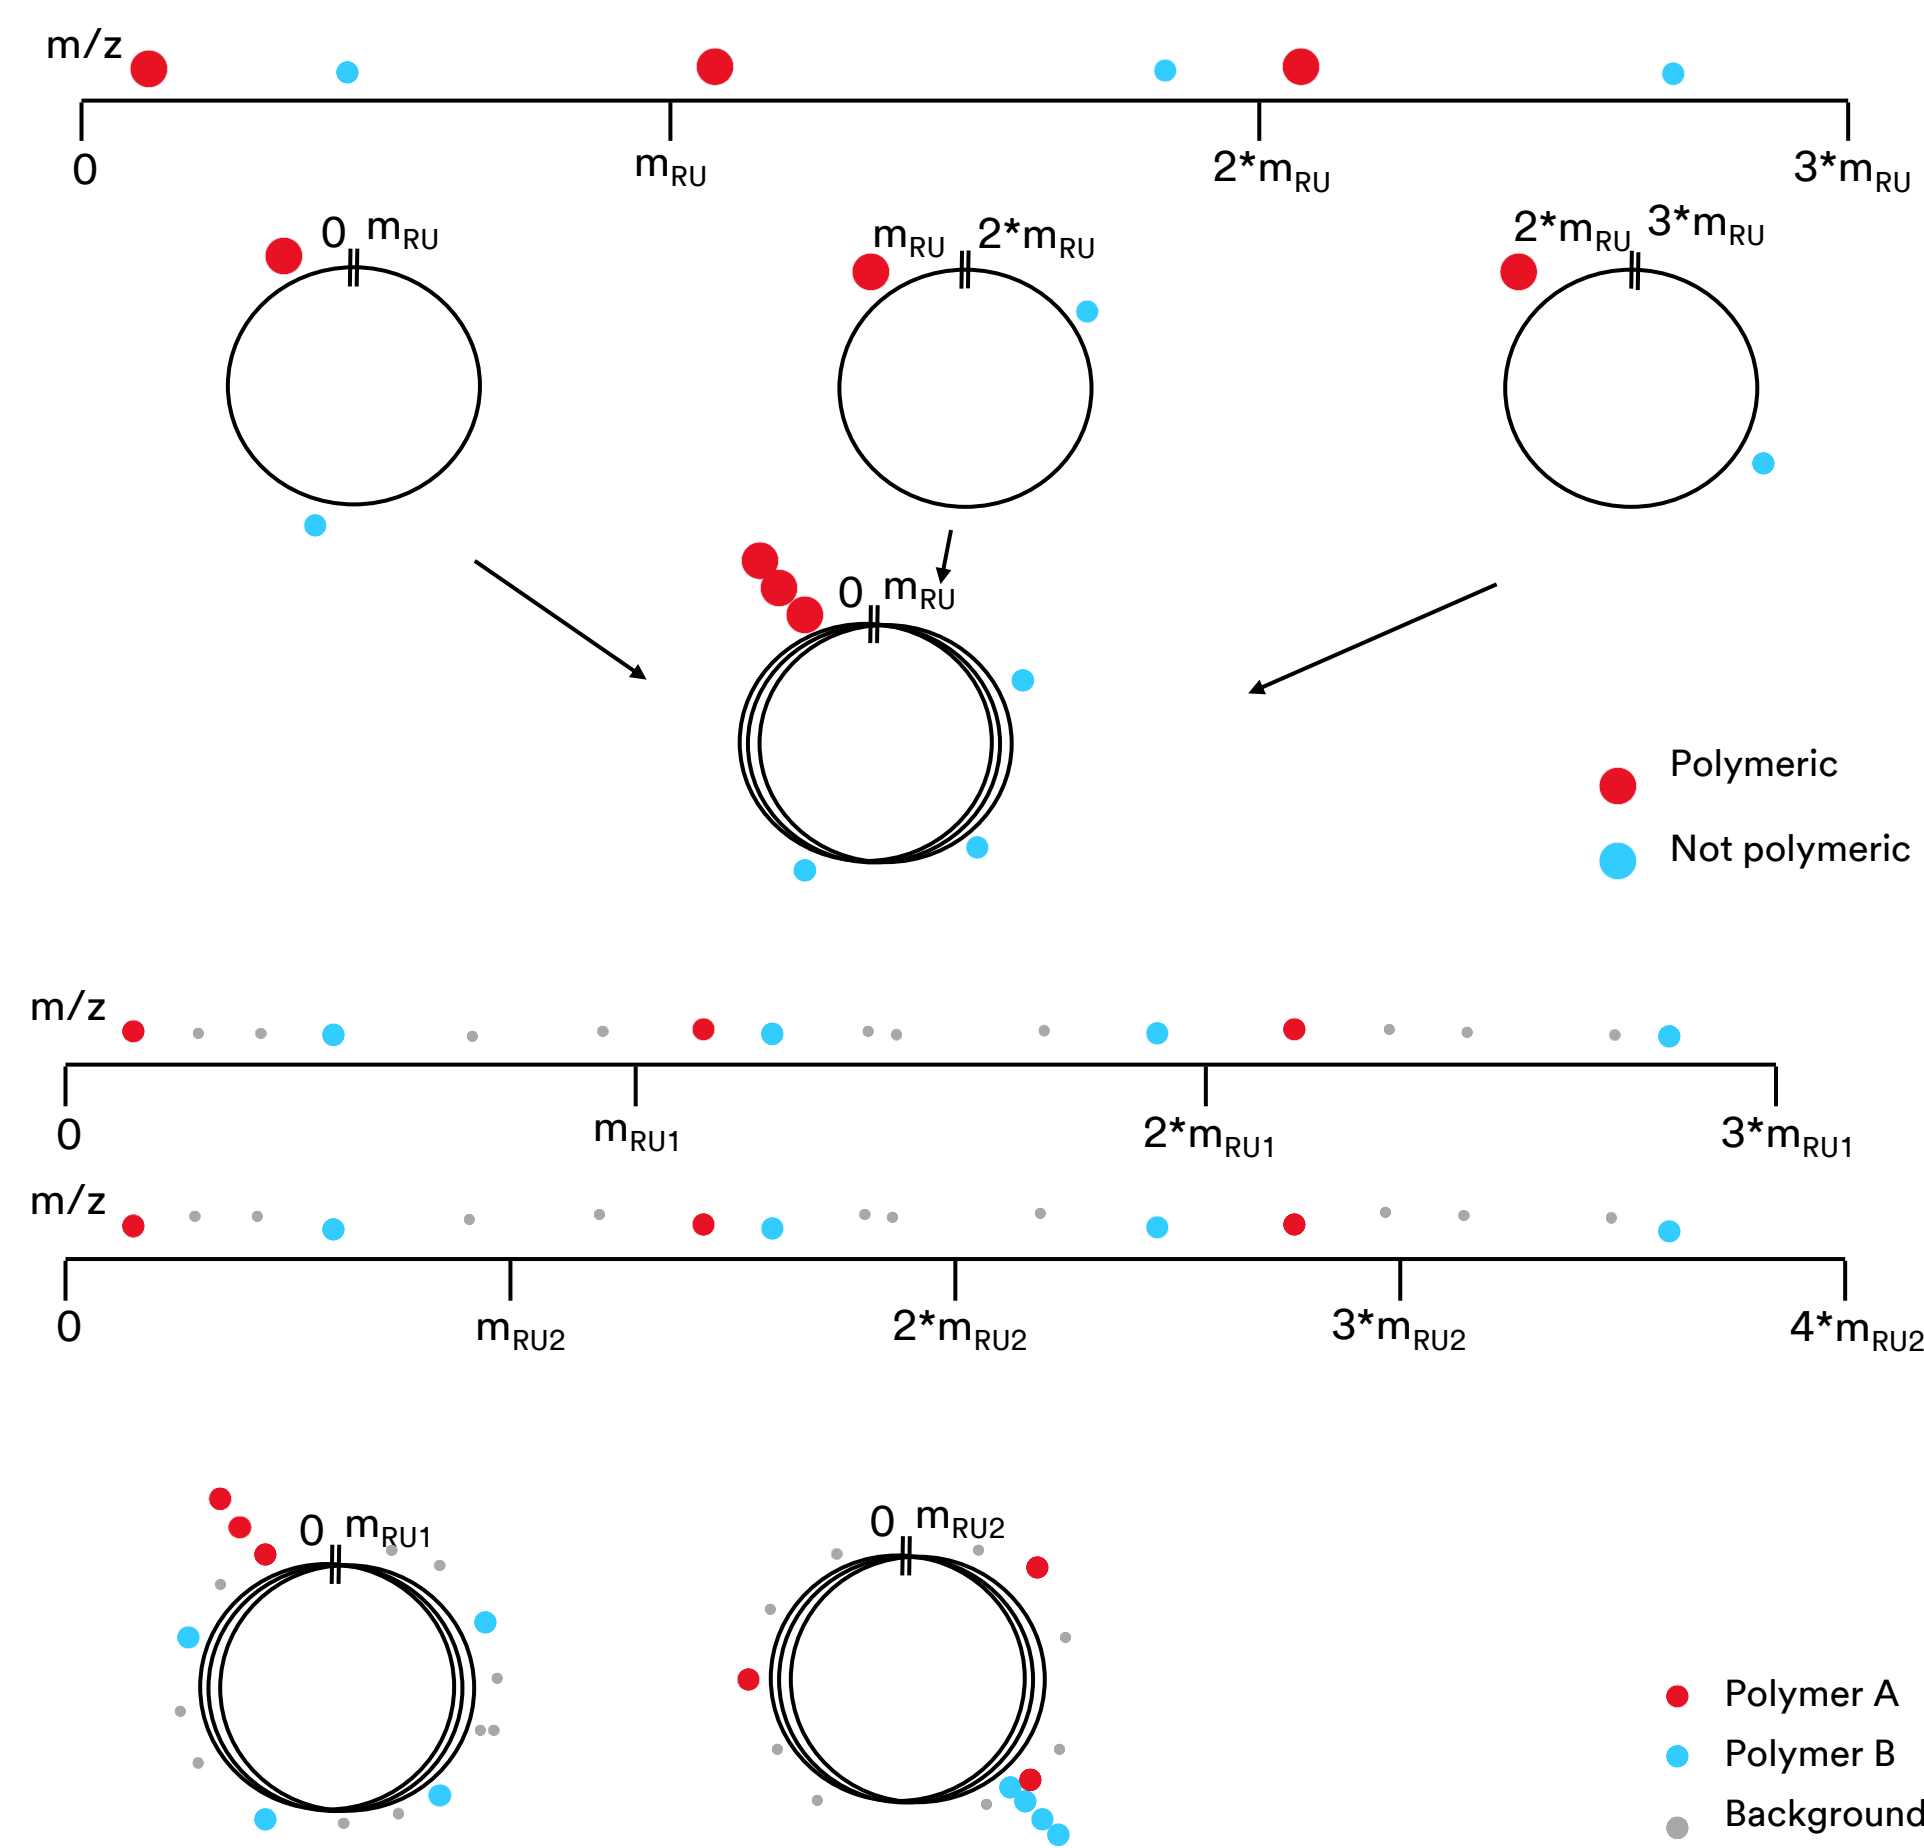 m/z
0 mRU 2*mRU 3*mRU
0 mRU
mRU 2*mRU
2*mRU 3*mRU
0 mRU
Polymeric
Not polymeric
m/z
0 mRU1 2*mRU1 3*mRU1
m/z
0 mRU2 2*mRU2 3*mRU2 4*mRU2
0 mRU1
0 mRU2
Polymer A
Polymer B
Background